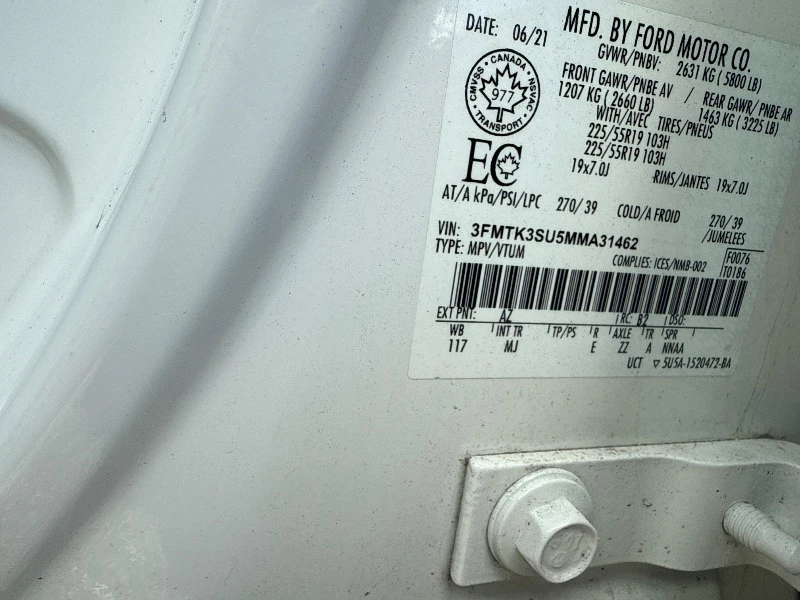 DATE: 06/21
MFD. BY FORD MOTOR CO.
GVWR/PNBV: 2631 KG ( 5800 LB)
FRONT GAWR/PNBE AV / REAR GAWR/PNBE AR
1207 KG ( 2660 LB) 1463 KG ( 3225 LB)
WITH/AVEC TIRES/PNEUS
225/55R19 103H
225/55R19 103H
19x7.0J RIMS/JANTES 19x7.0J
CMVSS · CANADA · NSVAC
977
TRANSPORT
EC
AT/A kPa/PSI/LPC 270/39 COLD/A FROID 270/39
/JUMELEES
VIN: 3FMTK3SU5MMA31462
TYPE: MPV/VTUM
COMPLIES: ICES/NMB-002
F0076
T0186
EXT PNT: AZ RC: B2 DSO:
WB INT TR TP/PS R AXLE TR SPR
117 MJ E ZZ A NNAA
UCT ▽ 5U5A-1520472-BA